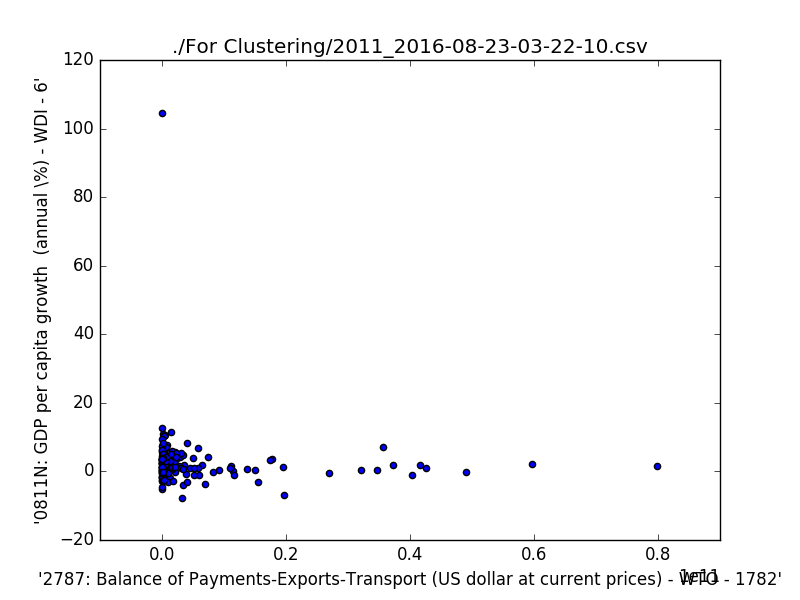 ./For Clustering/2011_2016-08-23-03-22-10.csv
120
100
80
60
40
20
0
−20
'0811N: GDP per capita growth  (annual \%) - WDI - 6'
0.0 0.2 0.4 0.6 0.8
1e11
'2787: Balance of Payments-Exports-Transport (US dollar at current prices) - WTO - 1782'